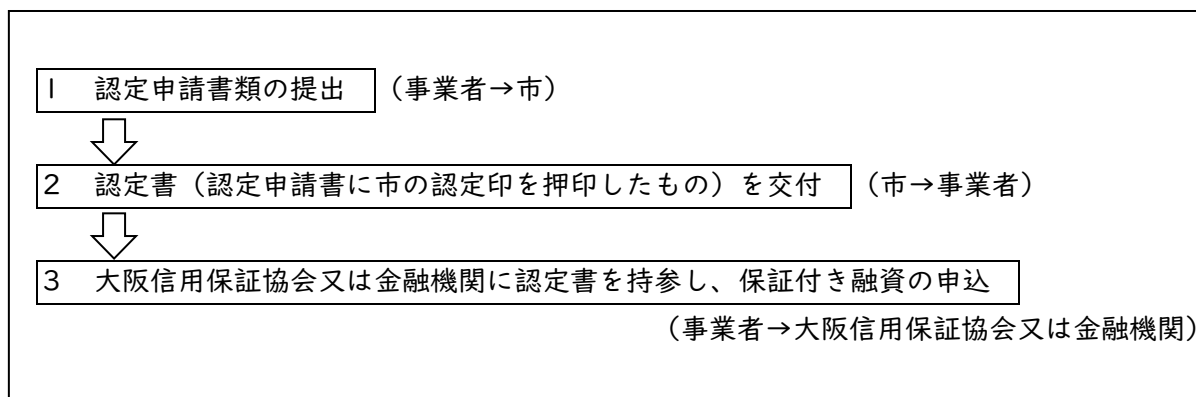 1　認定申請書類の提出　（事業者→市）
2　認定書（認定申請書に市の認定印を押印したもの）を交付　（市→事業者）
3　大阪信用保証協会又は金融機関に認定書を持参し、保証付き融資の申込
（事業者→大阪信用保証協会又は金融機関）